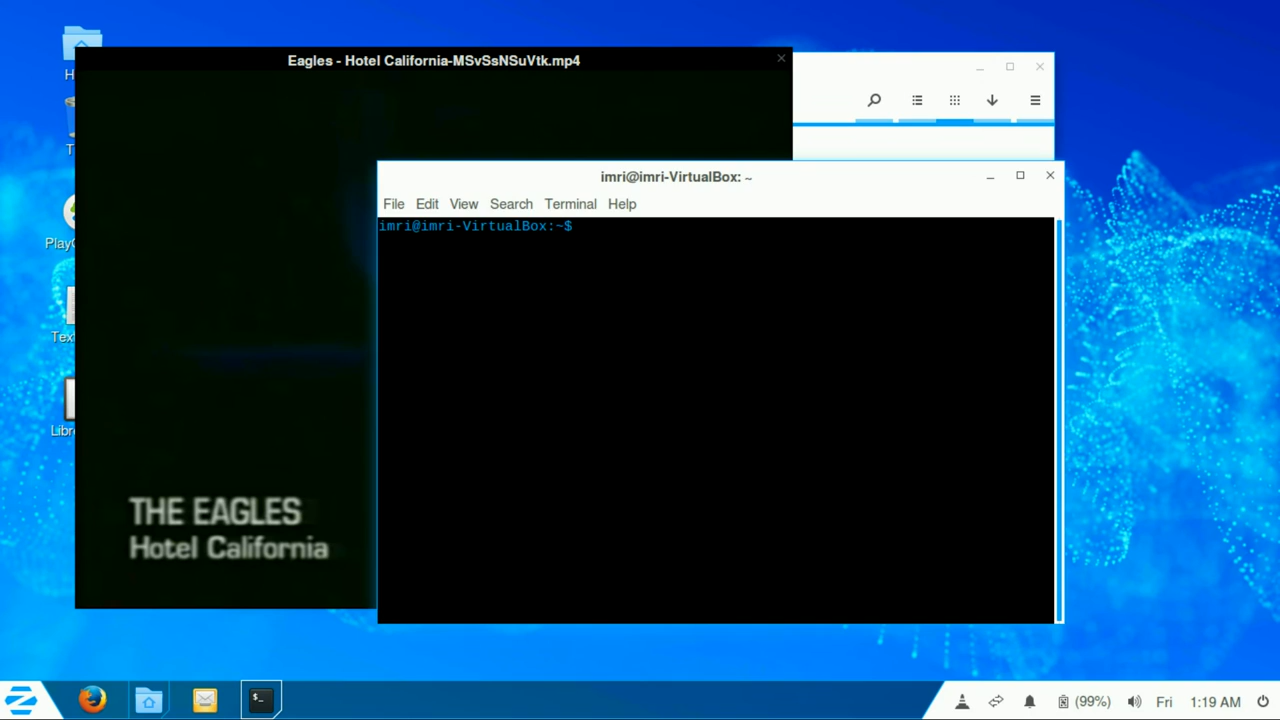 Eagles - Hotel California-MSvSsNSuVtk.mp4
imri@imri-VirtualBox: ~
File Edit View Search Terminal Help
imri@imri-VirtualBox:~$
THE EAGLES
Hotel California
(99%) Fri 1:19 AM